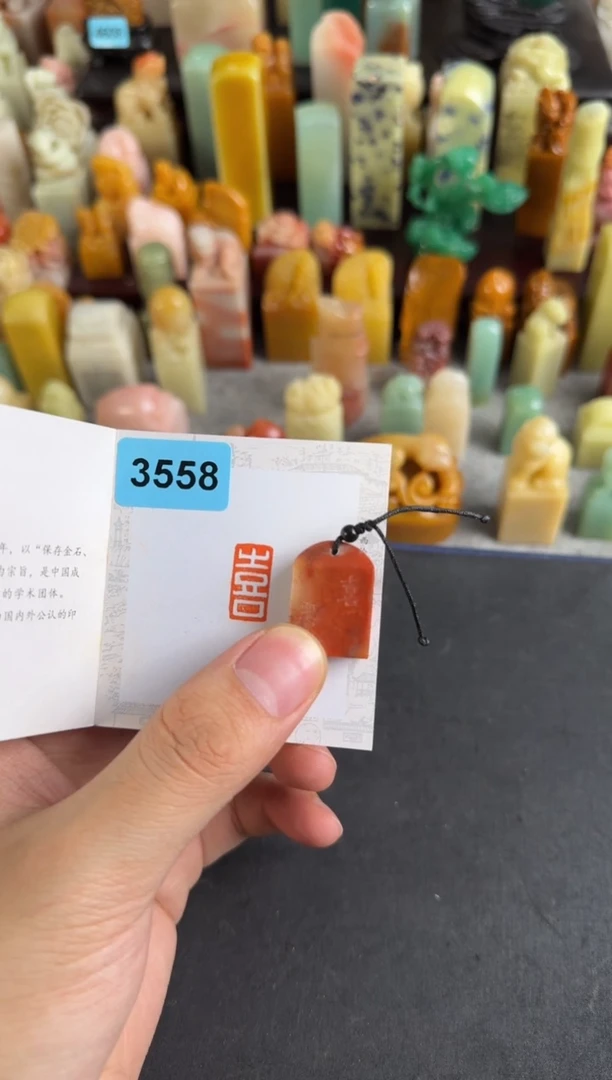 3558
年，以“保存金石、
为宗旨，是中国成
的学术团体。
国内外公认的印